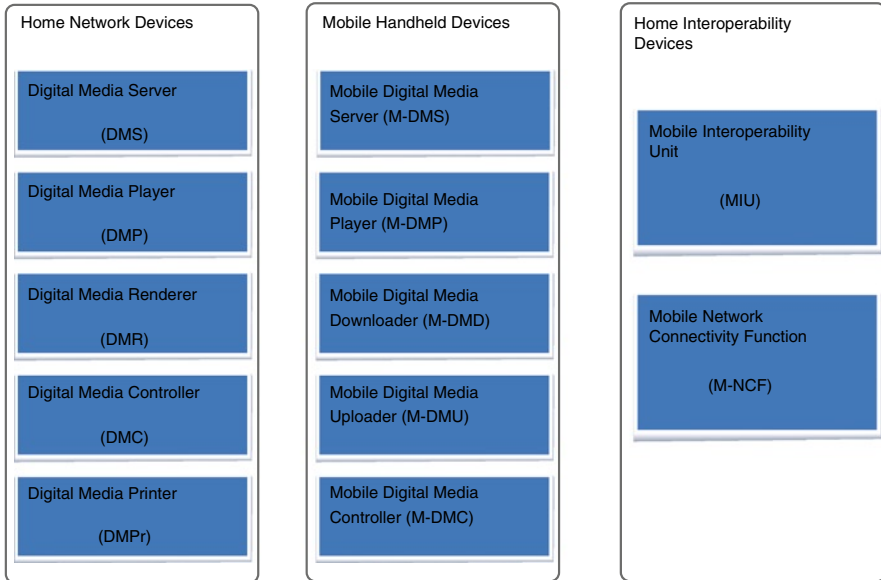 Home Network Devices
Digital Media Server
(DMS)
Digital Media Player
(DMP)
Digital Media Renderer
(DMR)
Digital Media Controller
(DMC)
Digital Media Printer
(DMPr)
Mobile Handheld Devices
Mobile Digital Media
Server (M-DMS)
Mobile Digital Media
Player (M-DMP)
Mobile Digital Media
Downloader (M-DMD)
Mobile Digital Media
Uploader (M-DMU)
Mobile Digital Media
Controller (M-DMC)
Home Interoperability
Devices
Mobile Interoperability
Unit
(MIU)
Mobile Network
Connectivity Function
(M-NCF)